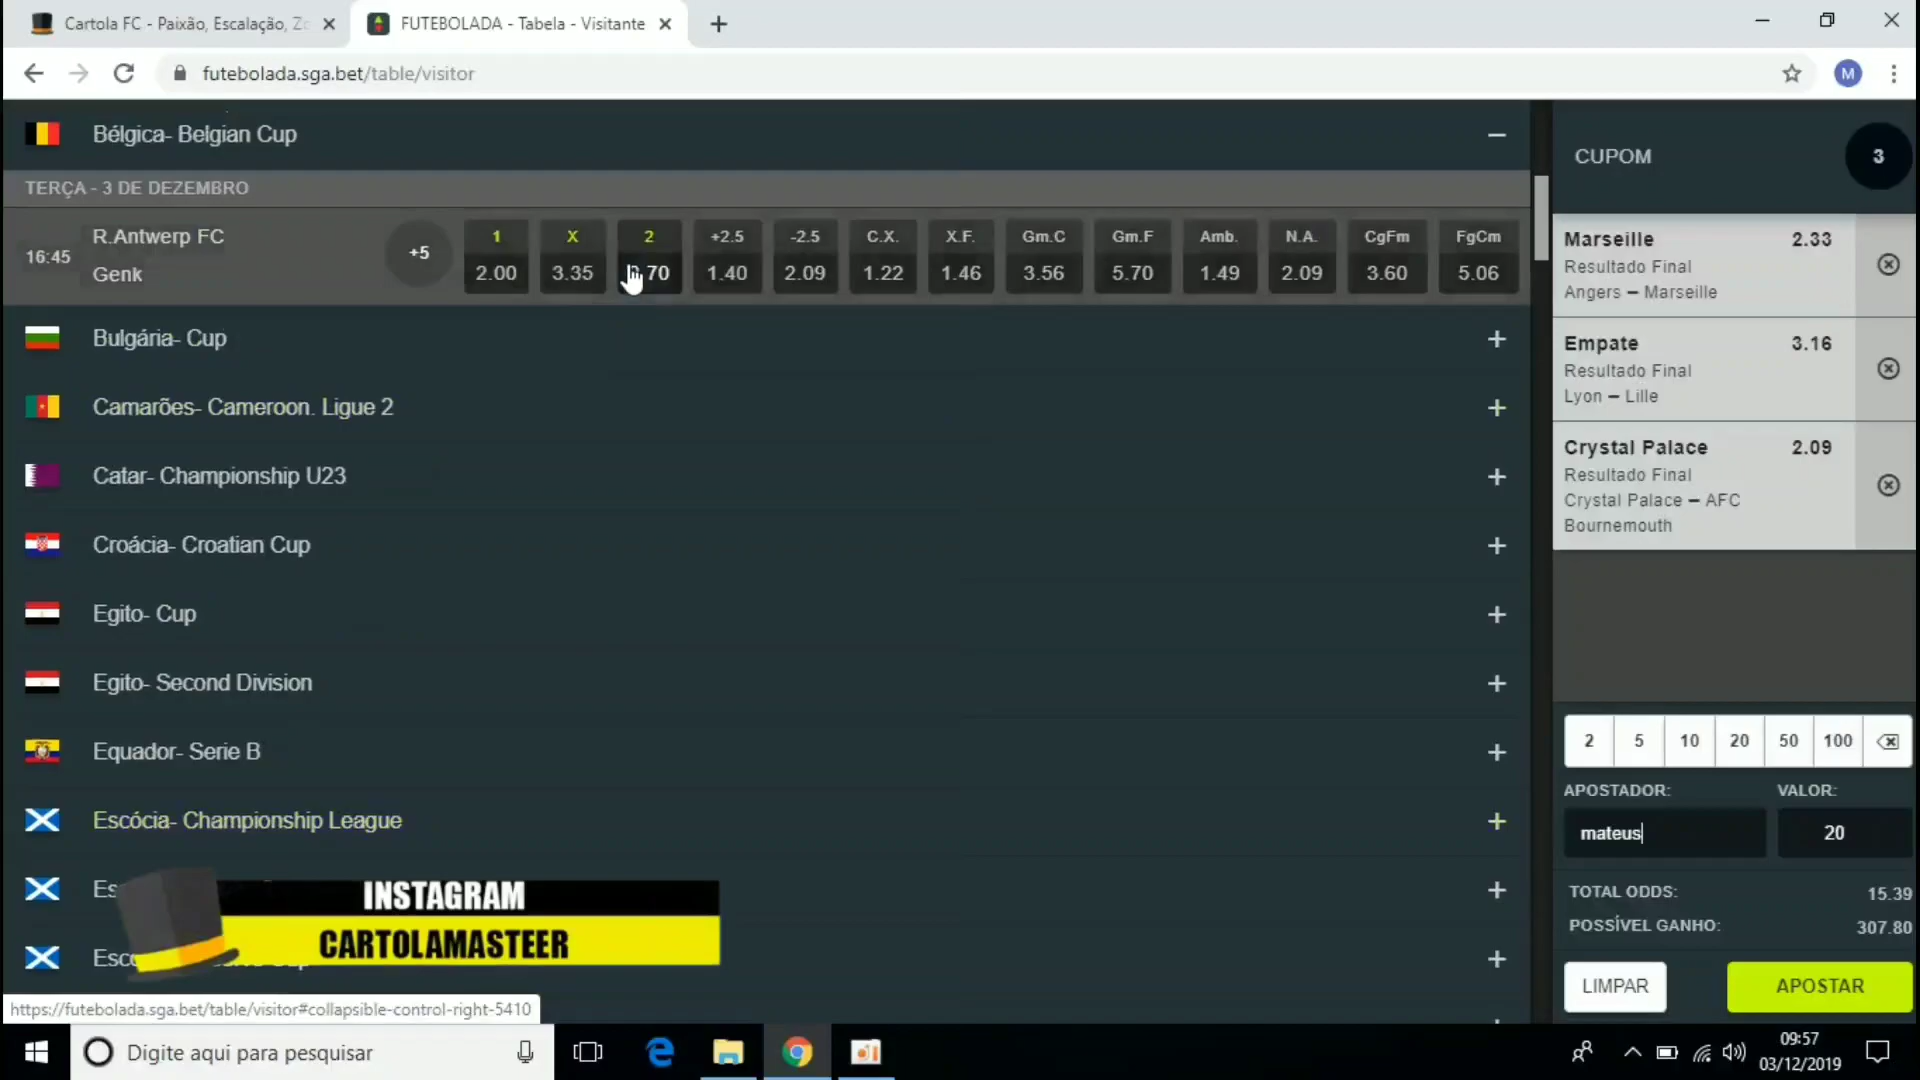 Cartola FC - Paixão, Escalação, Zo
FUTEBOLADA - Tabela - Visitante
futebolada.sga.bet/table/visitor
M
Bélgica- Belgian Cup
TERÇA - 3 DE DEZEMBRO
16:45
R.Antwerp FC
Genk
+5
1 X 2 +2.5 -2.5 C.X. X.F. Gm.C Gm.F Amb. N.A. CgFm FgCm
2.00 3.35 70 1.40 2.09 1.22 1.46 3.56 5.70 1.49 2.09 3.60 5.06
Bulgária- Cup
Camarões- Cameroon. Ligue 2
Catar- Championship U23
Croácia- Croatian Cup
Egito- Cup
Egito- Second Division
Equador- Serie B
Escócia- Championship League
Es
Esco
INSTAGRAM
CARTOLAMASTEER
https://futebolada.sga.bet/table/visitor#collapsible-control-right-5410
CUPOM
3
Marseille 2.33
Resultado Final
Angers – Marseille
Empate 3.16
Resultado Final
Lyon – Lille
Crystal Palace 2.09
Resultado Final
Crystal Palace – AFC
Bournemouth
2 5 10 20 50 100
APOSTADOR: VALOR:
mateus 20
TOTAL ODDS: 15.39
POSSÍVEL GANHO: 307.80
LIMPAR APOSTAR
Digite aqui para pesquisar
09:57
03/12/2019